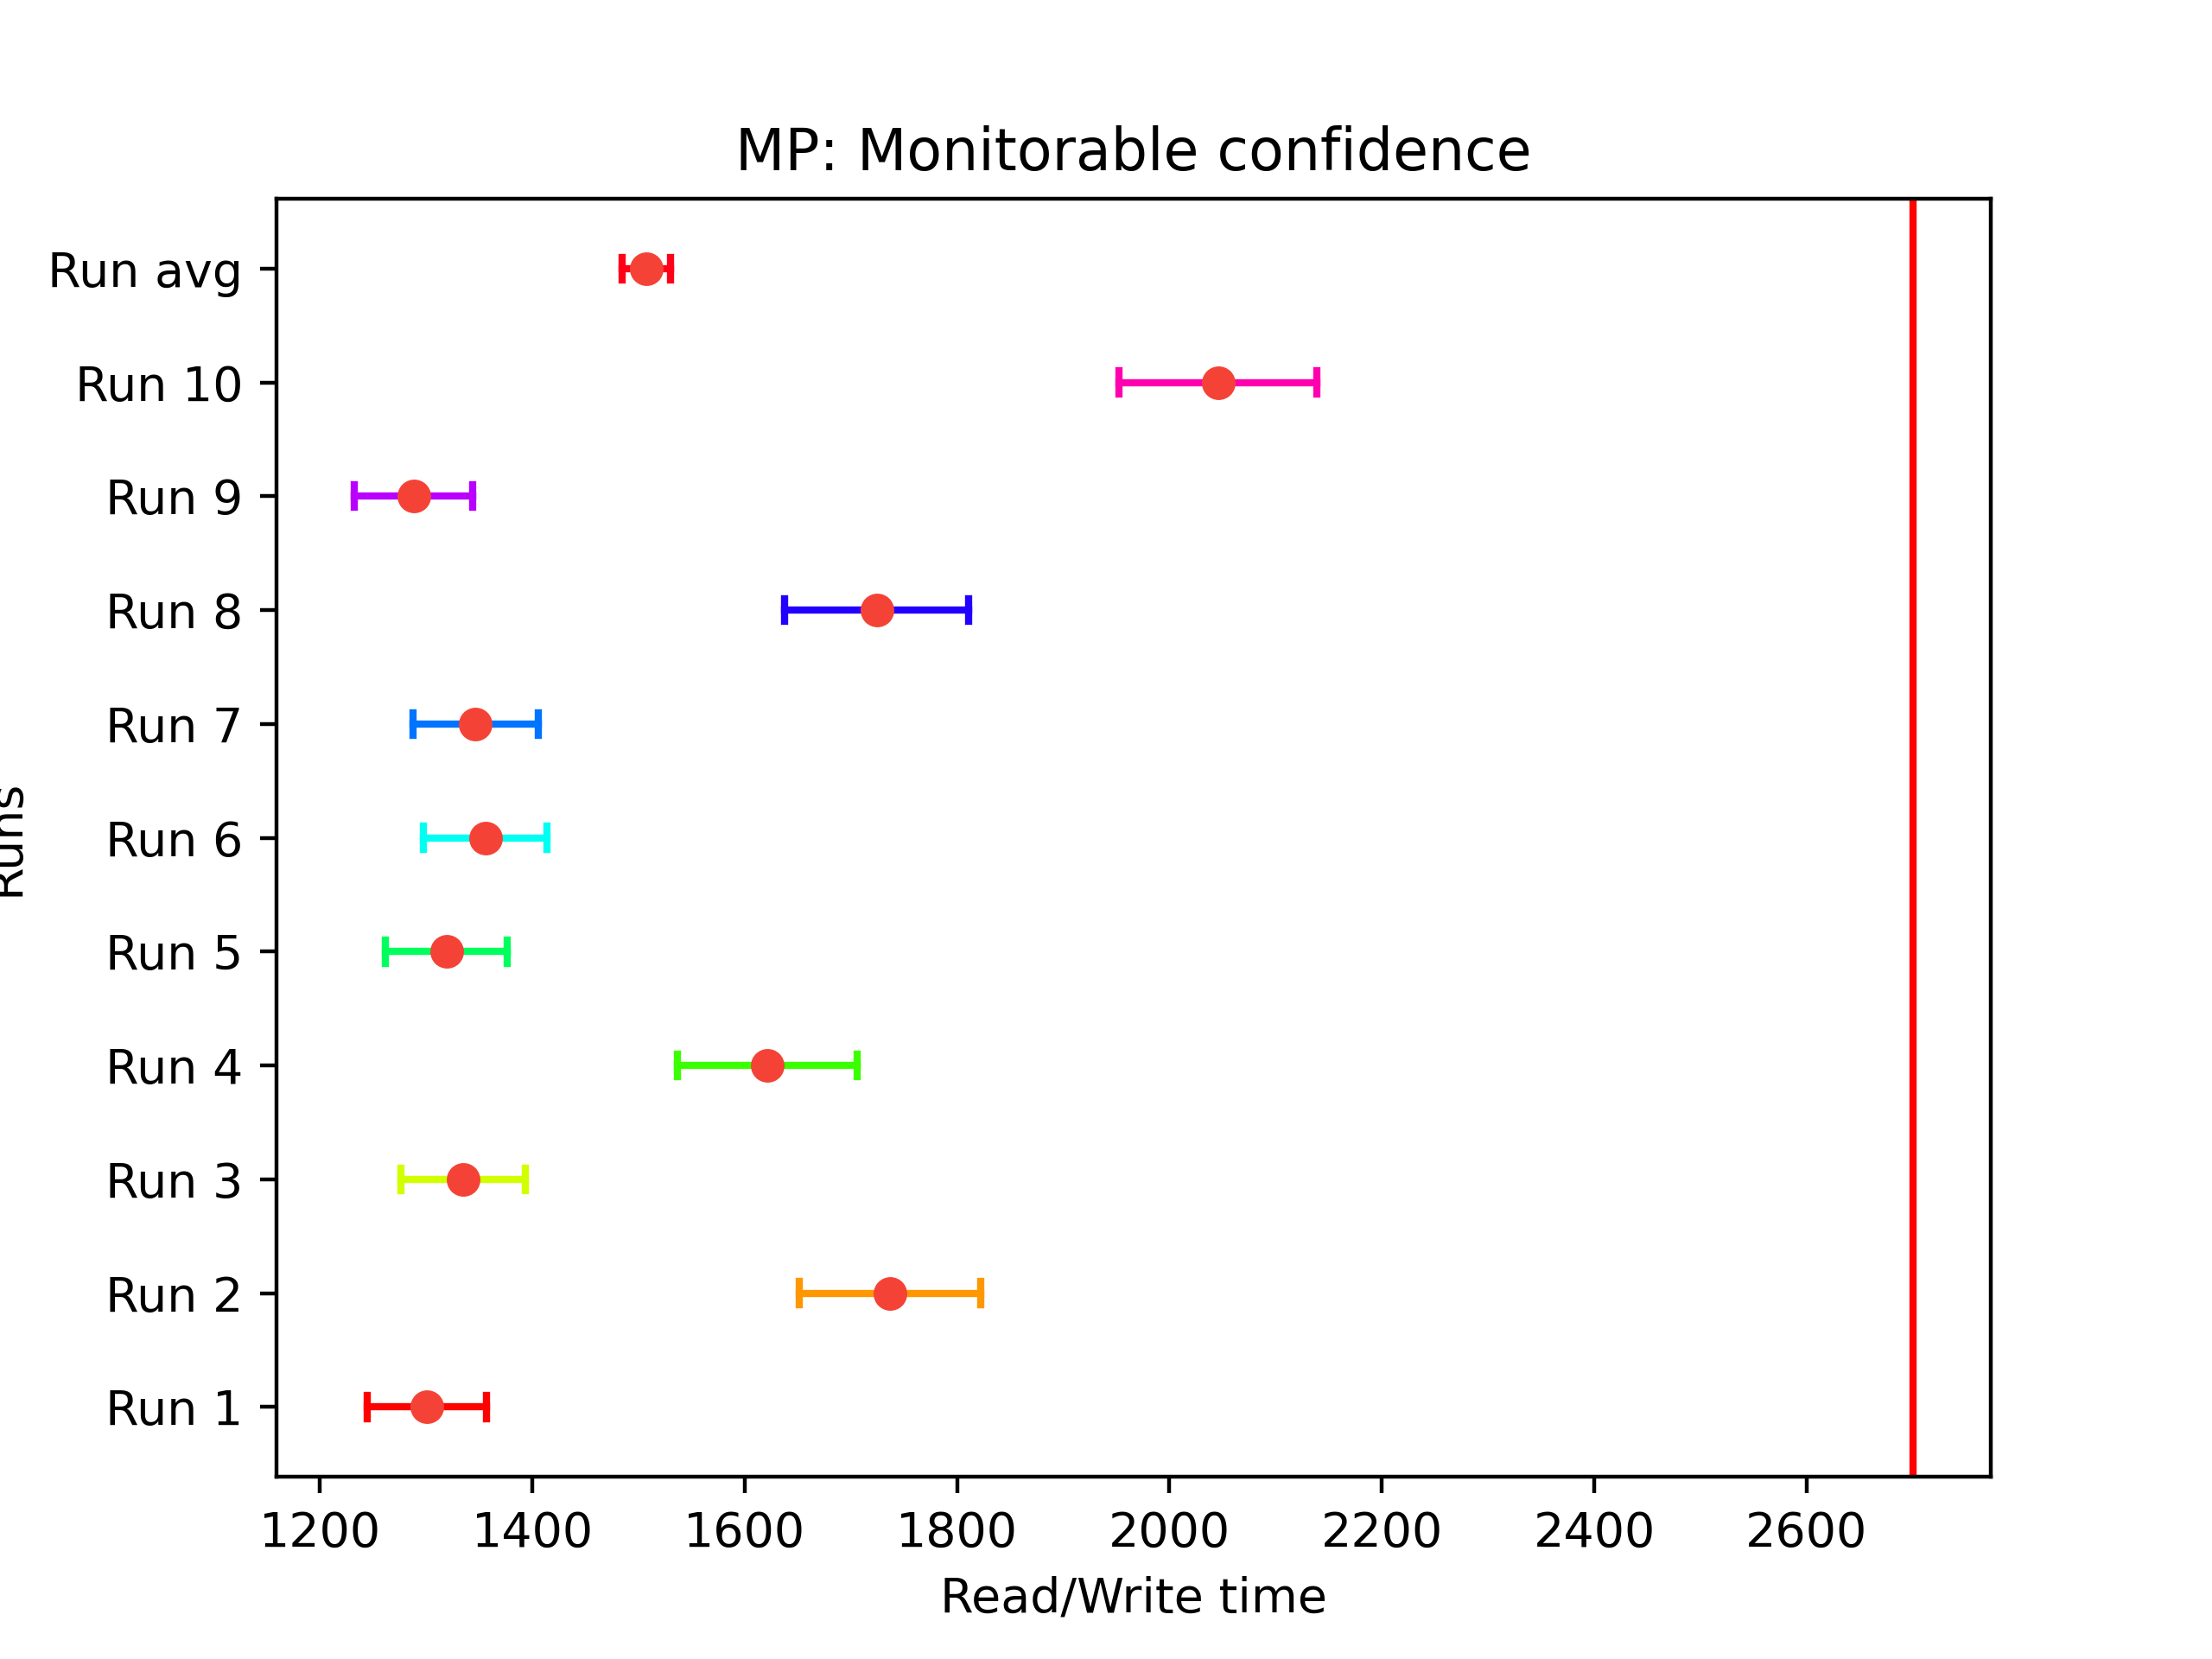 MP: Monitorable confidence
Run avg
Run 10
Run 9
Run 8
Run 7
Run 6
Run 5
Run 4
Run 3
Run 2
Run 1
Runs
1200 1400 1600 1800 2000 2200 2400 2600
Read/Write time